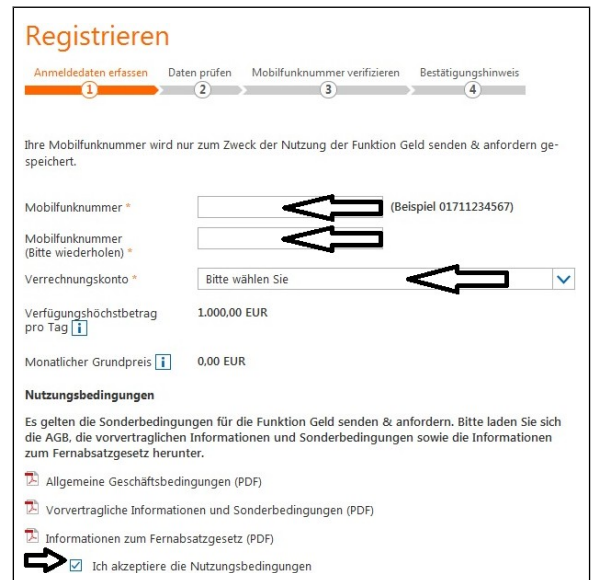 Registrieren
Anmeldedaten erfassen Daten prüfen Mobilfunknummer verifizieren Bestätigungshinweis
1 2 3 4
Ihre Mobilfunknummer wird nur zum Zweck der Nutzung der Funktion Geld senden & anfordern ge-
speichert.
Mobilfunknummer * (Beispiel 01711234567)
Mobilfunknummer
(Bitte wiederholen) *
Verrechnungskonto * Bitte wählen Sie
Verfügungshöchstbetrag 1.000,00 EUR
pro Tag i
Monatlicher Grundpreis i 0,00 EUR
Nutzungsbedingungen
Es gelten die Sonderbedingungen für die Funktion Geld senden & anfordern. Bitte laden Sie sich
die AGB, die vorvertraglichen Informationen und Sonderbedingungen sowie die Informationen
zum Fernabsatzgesetz herunter.
Allgemeine Geschäftsbedingungen (PDF)
Vorvertragliche Informationen und Sonderbedingungen (PDF)
Informationen zum Fernabsatzgesetz (PDF)
Ich akzeptiere die Nutzungsbedingungen